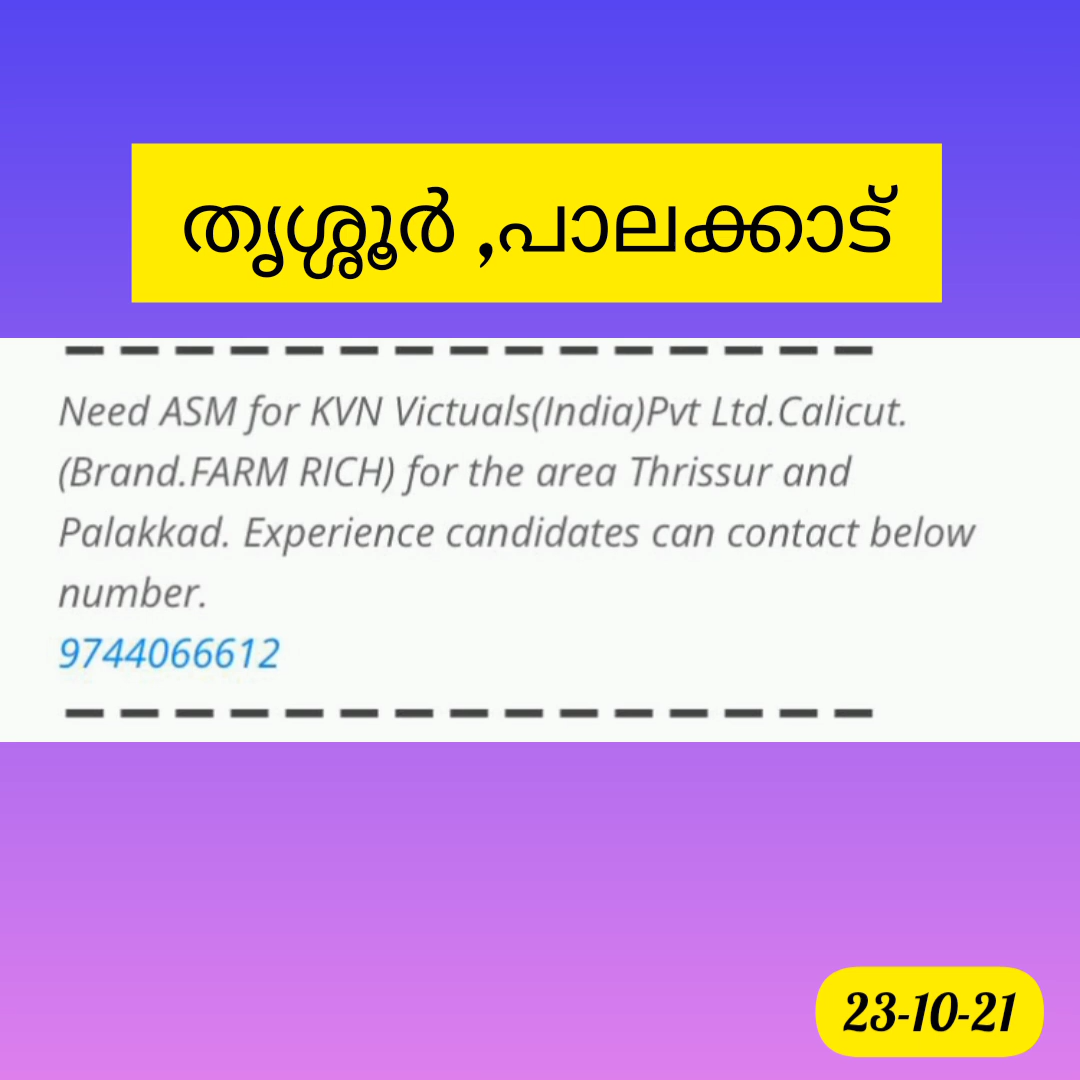 തൃശ്ശൂർ ,പാലക്കാട്
Need ASM for KVN Victuals(India)Pvt Ltd.Calicut.
(Brand.FARM RICH) for the area Thrissur and
Palakkad. Experience candidates can contact below
number.
9744066612
23-10-21